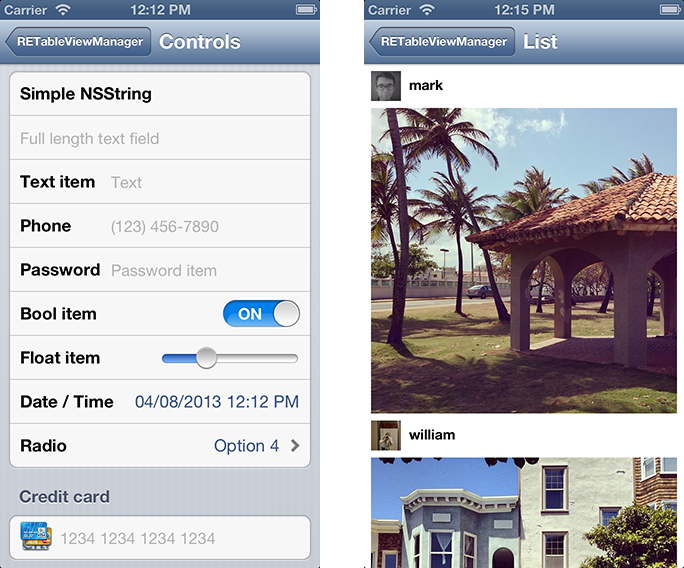 Carrier 12:12 PM
RETableViewManager Controls
Simple NSString
Full length text field
Text item Text
Phone (123) 456-7890
Password Password item
Bool item ON
Float item
Date / Time 04/08/2013 12:12 PM
Radio Option 4
Credit card
1234 1234 1234 1234
Carrier 12:15 PM
RETableViewManager List
mark
william